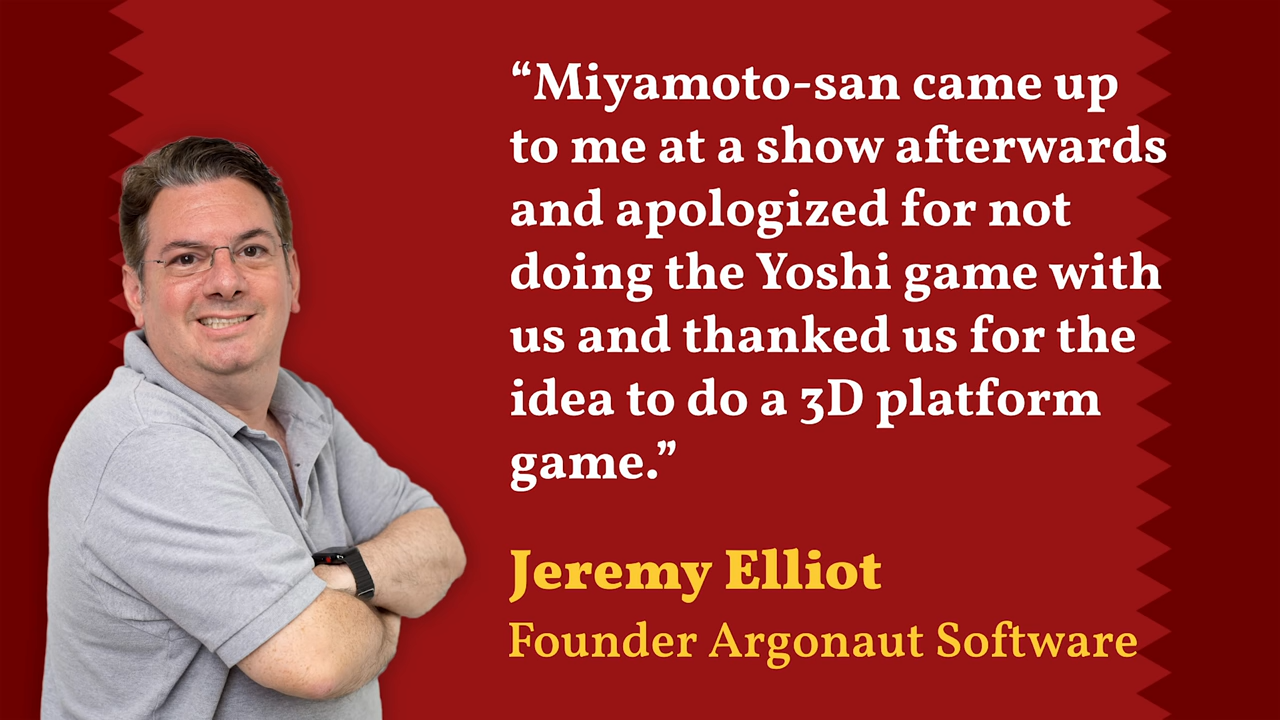 “Miyamoto-san came up
to me at a show afterwards
and apologized for not
doing the Yoshi game with
us and thanked us for the
idea to do a 3D platform
game.”
Jeremy Elliot
Founder Argonaut Software